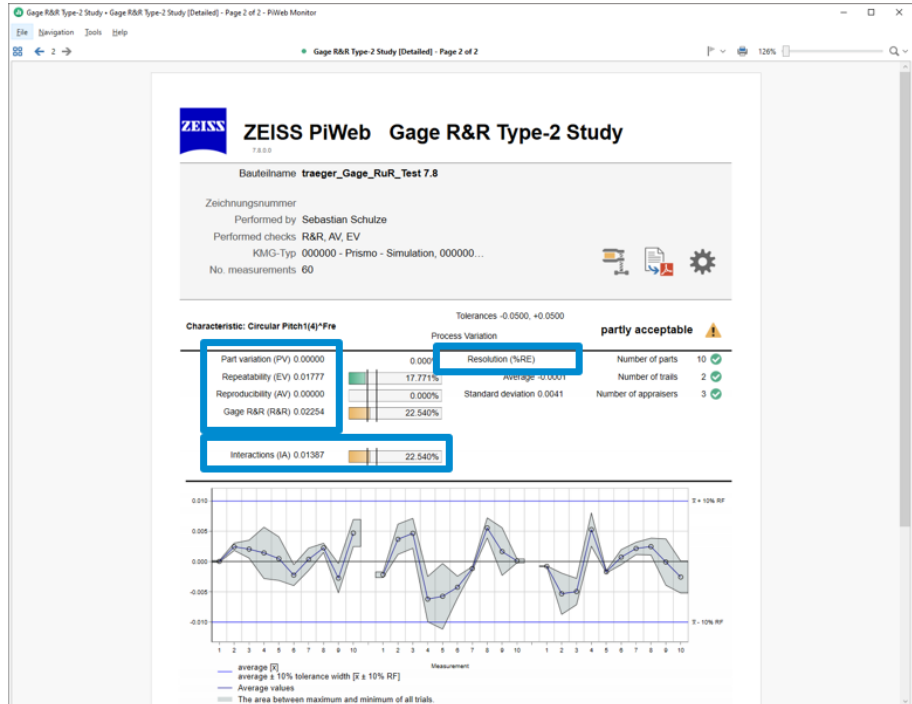 Gage R&R Type-2 Study • Gage R&R Type-2 Study [Detailed] - Page 2 of 2 - PiWeb Monitor
File Navigation Tools Help
2 Gage R&R Type-2 Study [Detailed] - Page 2 of 2 126%
ZEISS
ZEISS PiWeb Gage R&R Type-2 Study
7.8.0.0
Bauteilname traeger_Gage_RuR_Test 7.8
Zeichnungsnummer
Performed by Sebastian Schulze
Performed checks R&R, AV, EV
KMG-Typ 000000 - Prismo - Simulation, 000000...
No. measurements 60
Tolerances -0.0500, +0.0500
Characteristic: Circular Pitch1(4)^Fre
Process Variation
partly acceptable
Part variation (PV) 0.00000 0.000% Resolution (%RE) Number of parts 10
Repeatability (EV) 0.01777 17.771% Average -0.0001 Number of trails 2
Reproducibility (AV) 0.00000 0.000% Standard deviation 0.0041 Number of appraisers 3
Gage R&R (R&R) 0.02254 22.540%
Interactions (IA) 0.01387 22.540%
0.010 x̅ + 10% RF
0.005
0.000
-0.005
-0.010 x̅ - 10% RF
1 2 3 4 5 6 7 8 9 10 1 2 3 4 5 6 7 8 9 10 1 2 3 4 5 6 7 8 9 10
Measurement
average [x̅]
average ± 10% tolerance width [x̅ ± 10% RF]
Average values
The area between maximum and minimum of all trials.